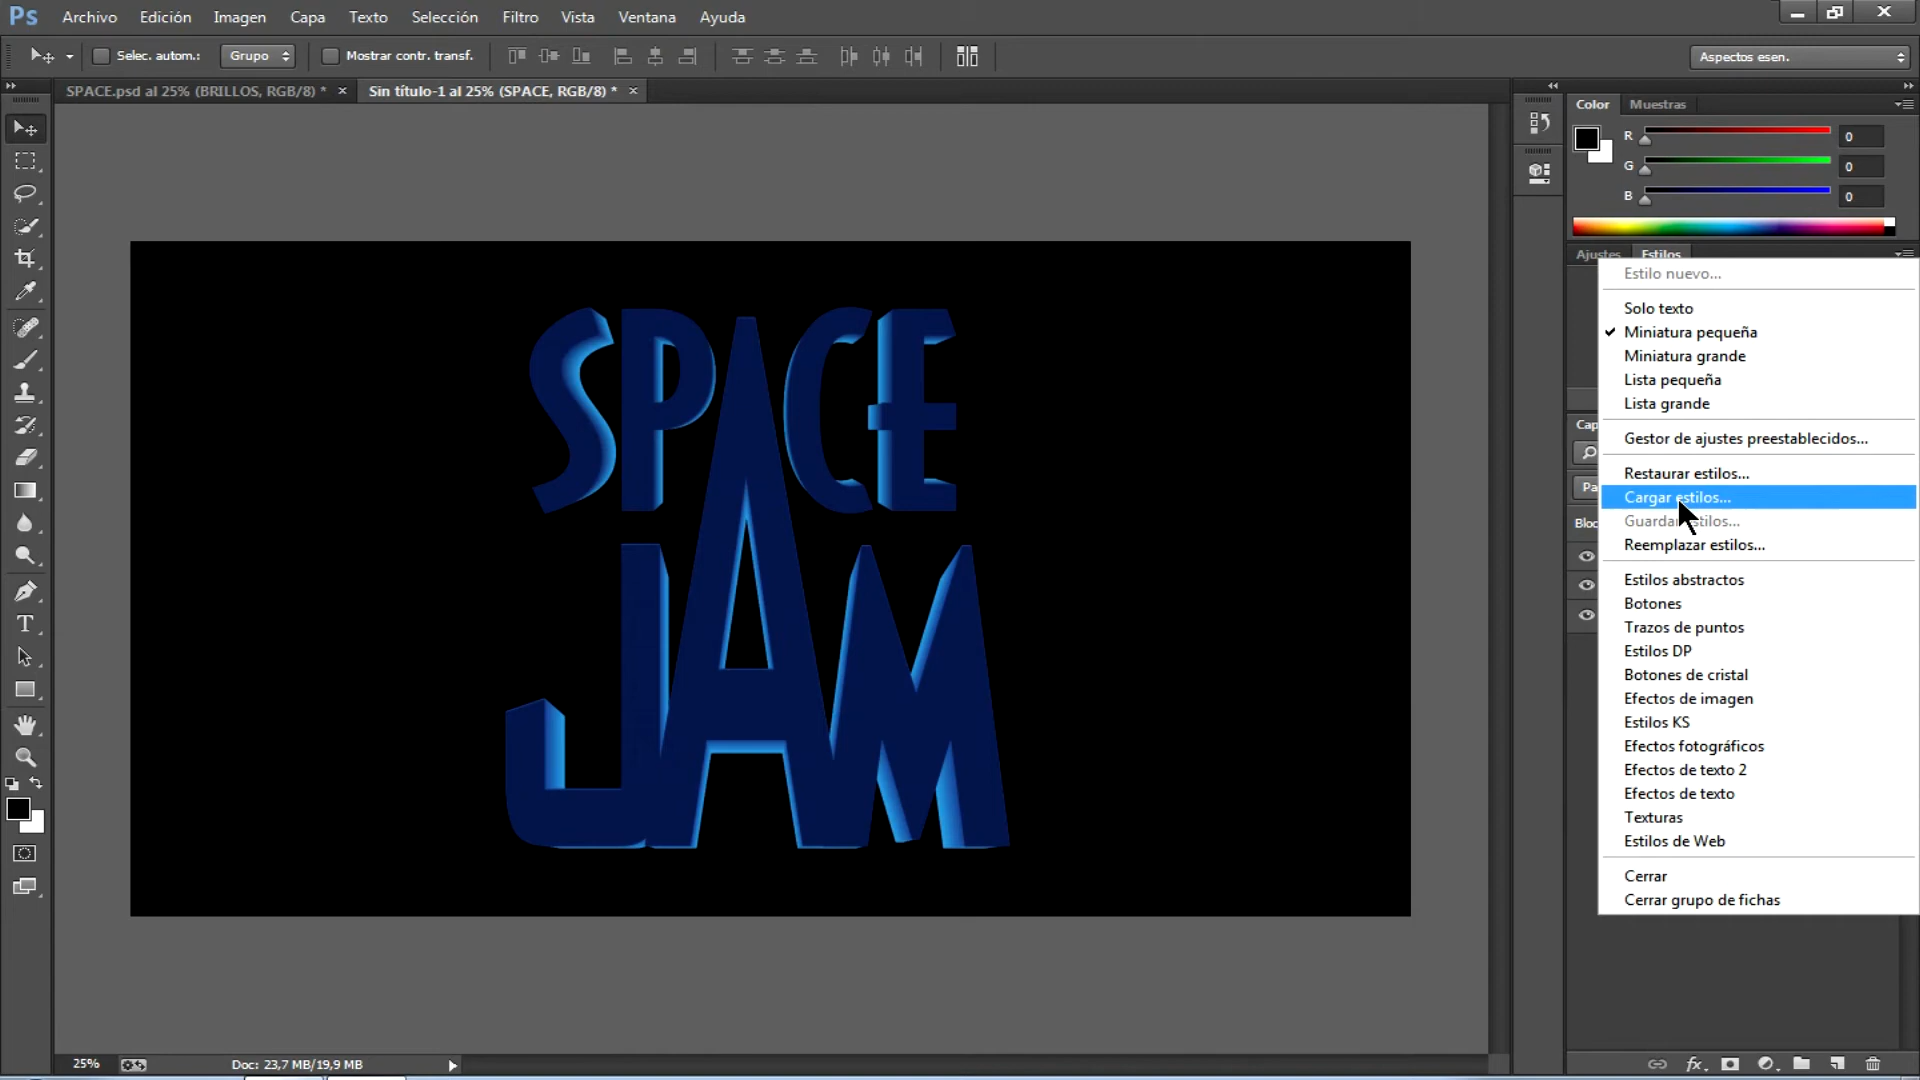 Ps Archivo Edición Imagen Capa Texto Selección Filtro Vista Ventana Ayuda
Selec. autom.: Grupo Mostrar contr. transf. Aspectos esen.
SPACE.psd al 25% (BRILLOS, RGB/8) * Sin título-1 al 25% (SPACE, RGB/8) *
Color Muestras
R 0
G 0
B 0
Ajustes Estilos
Estilo nuevo...
Solo texto
Miniatura pequeña
Miniatura grande
Lista pequeña
Lista grande
Gestor de ajustes preestablecidos...
Restaurar estilos...
Cargar estilos...
Reemplazar estilos...
Estilos abstractos
Botones
Trazos de puntos
Estilos DP
Botones de cristal
Efectos de imagen
Estilos KS
Efectos fotográficos
Efectos de texto 2
Efectos de texto
Texturas
Estilos de Web
Cerrar
Cerrar grupo de fichas
SPACE
JAM
25% Doc: 23,7 MB/19,9 MB
fx